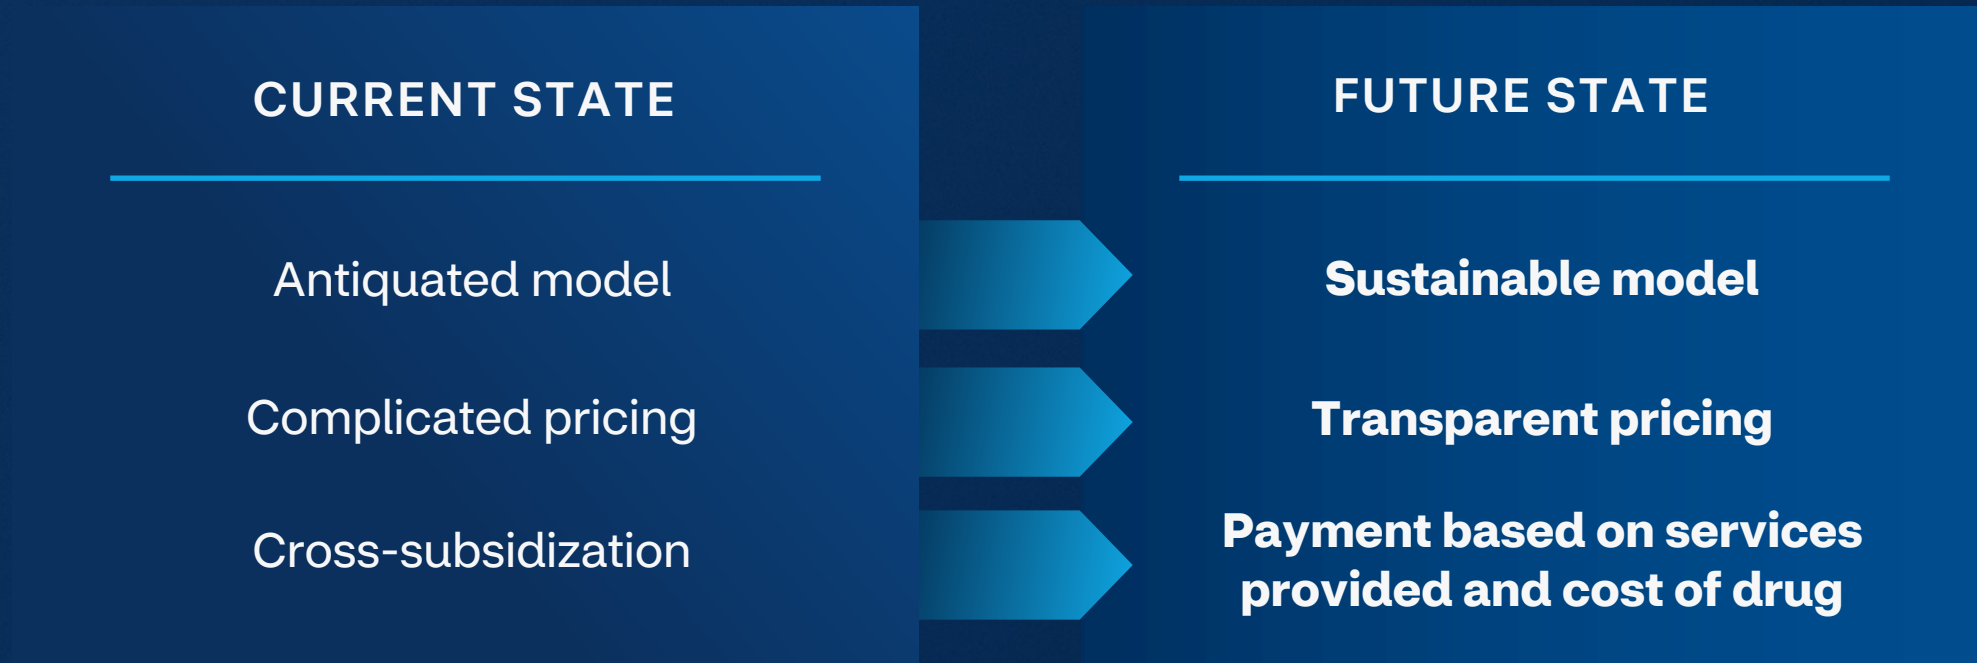 CURRENT STATE
Antiquated model
Complicated pricing
Cross-subsidization
FUTURE STATE
Sustainable model
Transparent pricing
Payment based on services
provided and cost of drug